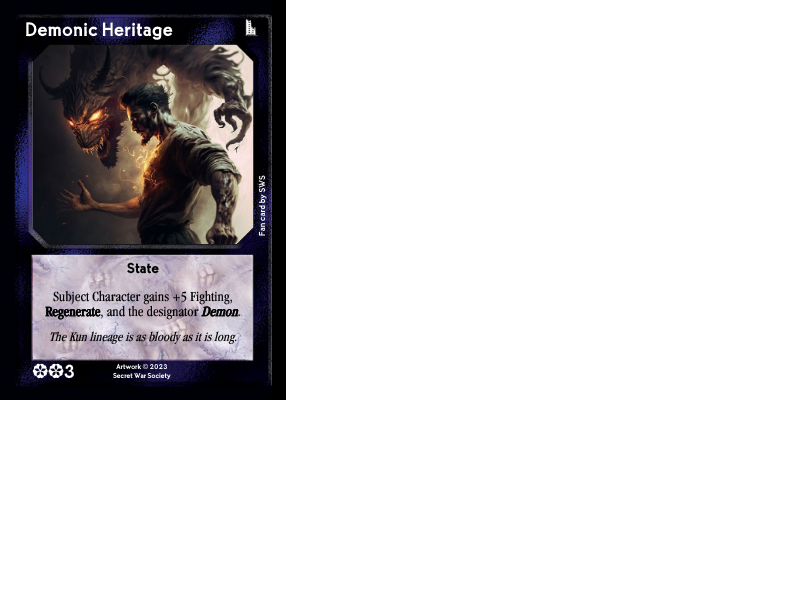 Demonic Heritage
Fan card by SWS
State
Subject Character gains +5 Fighting,
Regenerate, and the designator Demon.
The Kun lineage is as bloody as it is long.
3
Artwork © 2023
Secret War Society